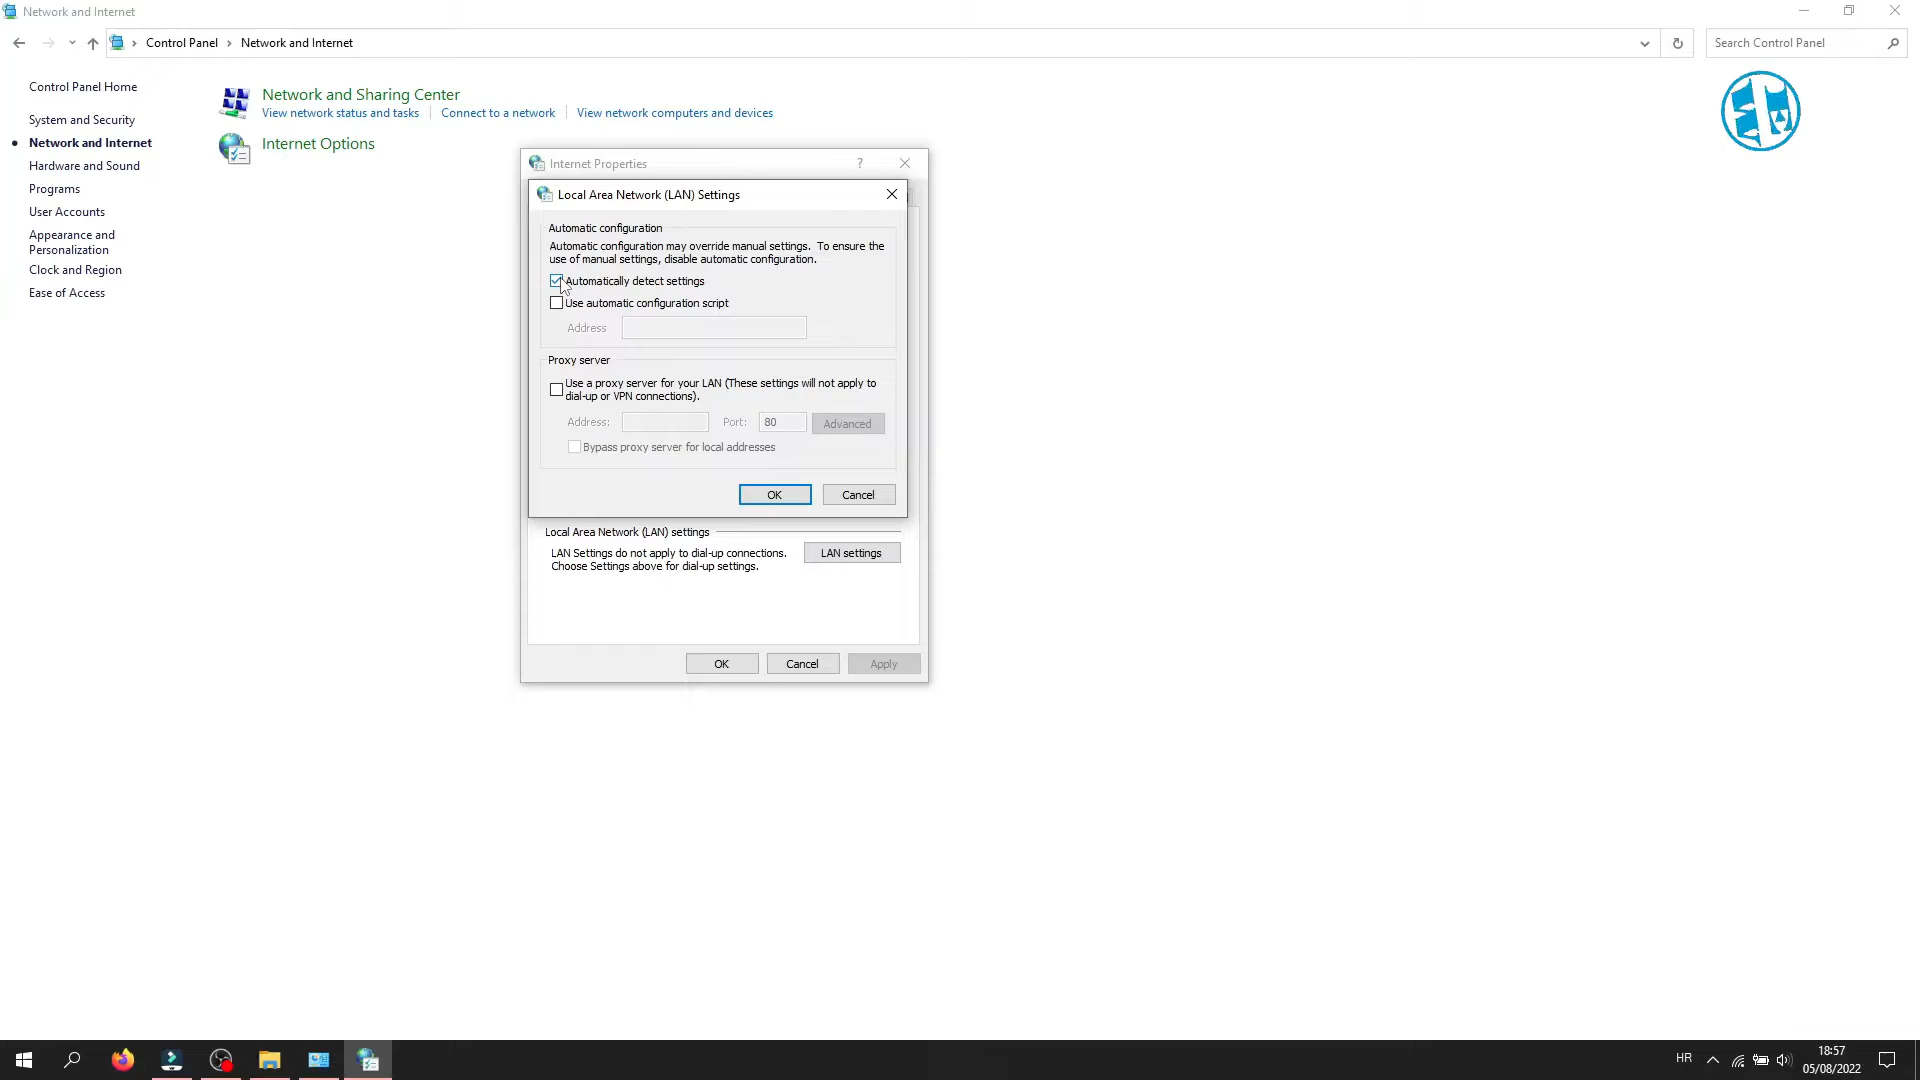 Network and Internet
Control Panel
Network and Internet
Search Control Panel
Control Panel Home
System and Security
Network and Internet
Hardware and Sound
Programs
User Accounts
Appearance and
Personalization
Clock and Region
Ease of Access
Network and Sharing Center
View network status and tasks
Connect to a network
View network computers and devices
Internet Options
Internet Properties
?
Local Area Network (LAN) Settings
Automatic configuration
Automatic configuration may override manual settings. To ensure the
use of manual settings, disable automatic configuration.
Automatically detect settings
Use automatic configuration script
Address
Proxy server
Use a proxy server for your LAN (These settings will not apply to
dial-up or VPN connections).
Address:
Port:
80
Advanced
Bypass proxy server for local addresses
OK
Cancel
Local Area Network (LAN) settings
LAN Settings do not apply to dial-up connections.
Choose Settings above for dial-up settings.
LAN settings
OK
Cancel
Apply
HR
18:57
05/08/2022